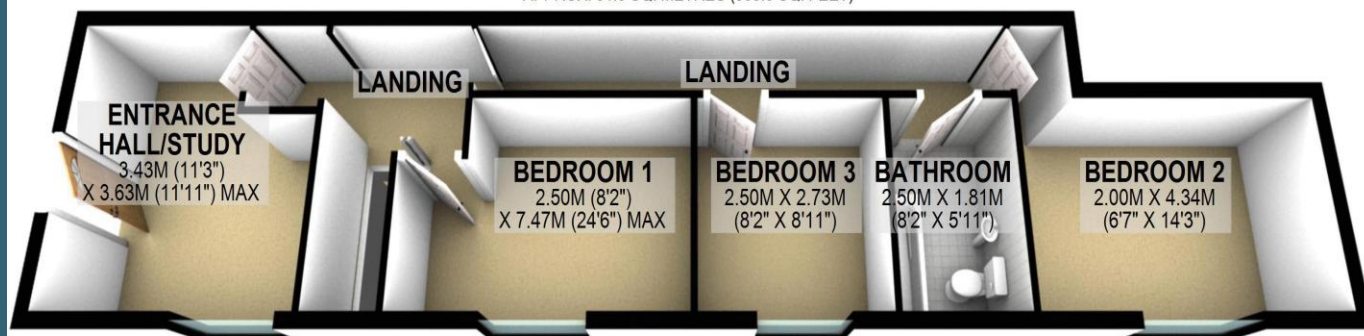 ENTRANCE
HALL/STUDY
3.43M (11'3")
X 3.63M (11'11") MAX
LANDING
LANDING
BEDROOM 1
2.50M (8'2")
X 7.47M (24'6") MAX
BEDROOM 3
2.50M X 2.73M
(8'2" X 8'11")
BATHROOM
2.50M X 1.81M
(8'2" X 5'11")
BEDROOM 2
2.00M X 4.34M
(6'7" X 14'3")